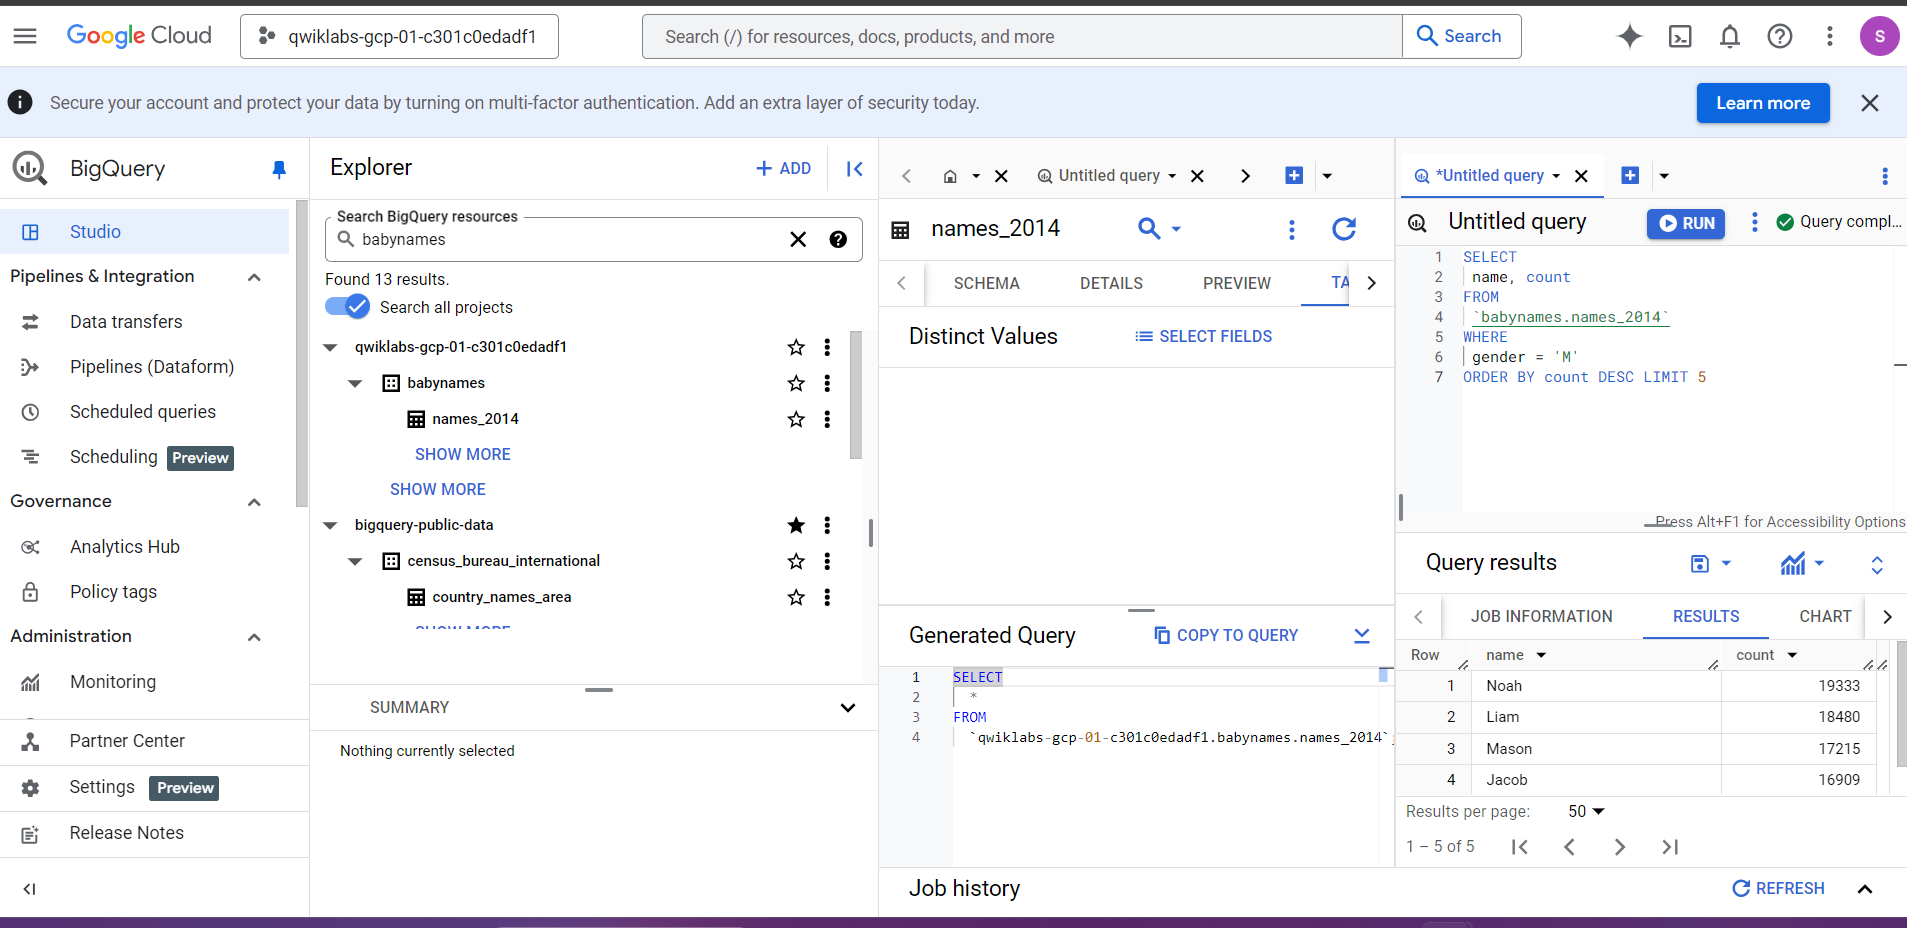 Google Cloud
qwiklabs-gcp-01-c301c0edadf1
Search (/) for resources, docs, products, and more
Search
S
Secure your account and protect your data by turning on multi-factor authentication. Add an extra layer of security today.
Learn more
BigQuery
Studio
Pipelines & Integration
Data transfers
Pipelines (Dataform)
Scheduled queries
Scheduling Preview
Governance
Analytics Hub
Policy tags
Administration
Monitoring
Partner Center
Settings Preview
Release Notes
Explorer
+ ADD
Search BigQuery resources
babynames
Found 13 results.
Search all projects
qwiklabs-gcp-01-c301c0edadf1
babynames
names_2014
SHOW MORE
SHOW MORE
bigquery-public-data
census_bureau_international
country_names_area
SHOW MORE
SUMMARY
Nothing currently selected
Untitled query
names_2014
SCHEMA DETAILS PREVIEW TA
Distinct Values
SELECT FIELDS
Generated Query
COPY TO QUERY
1 SELECT
2 *
3 FROM
4 `qwiklabs-gcp-01-c301c0edadf1.babynames.names_2014`;
*Untitled query
Untitled query
RUN
Query compl...
1 SELECT
2 name, count
3 FROM
4 `babynames.names_2014`
5 WHERE
6 gender = 'M'
7 ORDER BY count DESC LIMIT 5
Press Alt+F1 for Accessibility Options
Query results
JOB INFORMATION RESULTS CHART
Row name count
1 Noah 19333
2 Liam 18480
3 Mason 17215
4 Jacob 16909
Results per page: 50
1 – 5 of 5
Job history
REFRESH